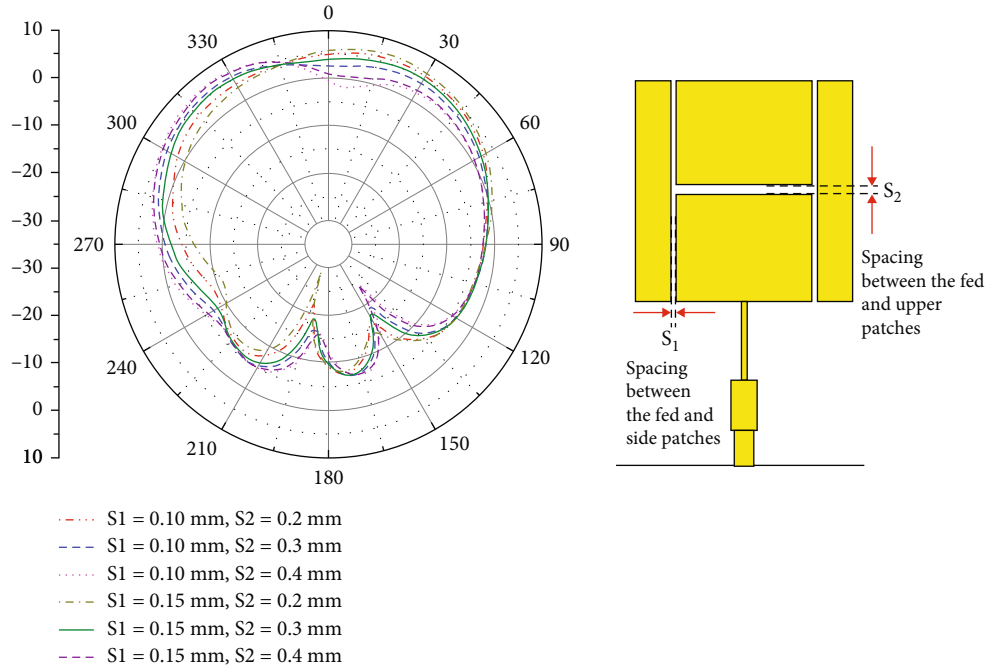 10
0
–10
–20
–30
–30
–20
–10
0
10
0
30
60
90
120
150
180
210
240
270
300
330
S1 = 0.10 mm, S2 = 0.2 mm
S1 = 0.10 mm, S2 = 0.3 mm
S1 = 0.10 mm, S2 = 0.4 mm
S1 = 0.15 mm, S2 = 0.2 mm
S1 = 0.15 mm, S2 = 0.3 mm
S1 = 0.15 mm, S2 = 0.4 mm
S2
Spacing
between the fed
and upper
patches
S1
Spacing
between
the fed and
side patches